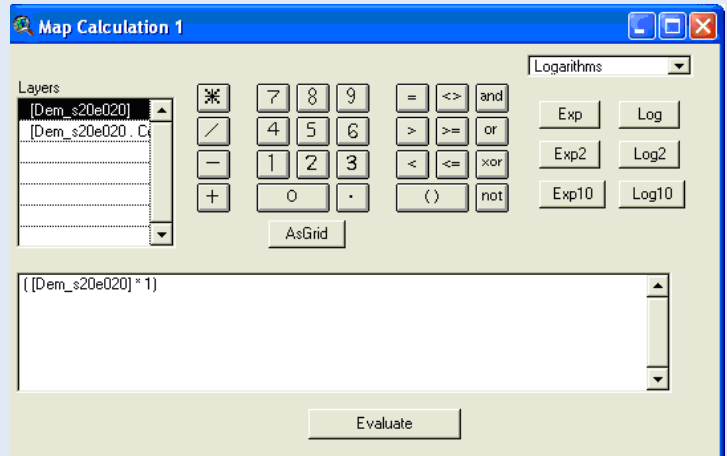 Map Calculation 1
Logarithms
Layers
[Dem_s20e020]
[Dem_s20e020 . Co
* 7 8 9 = <> and
/ 4 5 6 > >= or
- 1 2 3 < <= xor
+ 0 . ( ) not
Exp Log
Exp2 Log2
Exp10 Log10
AsGrid
( [Dem_s20e020] * 1)
Evaluate